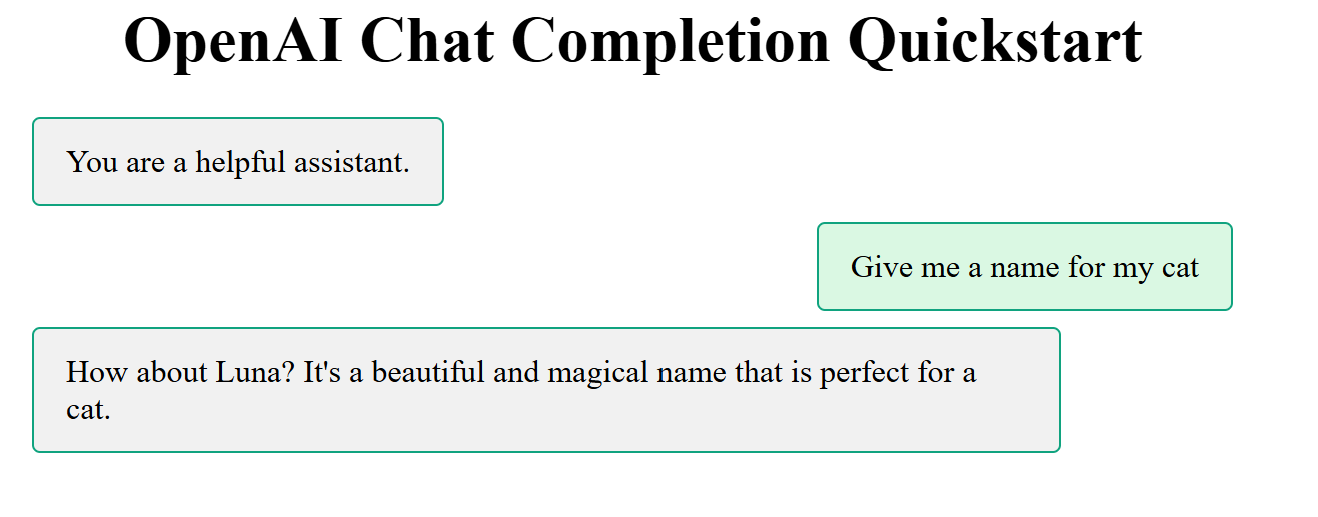 OpenAI Chat Completion Quickstart
You are a helpful assistant.
Give me a name for my cat
How about Luna? It's a beautiful and magical name that is perfect for a
cat.